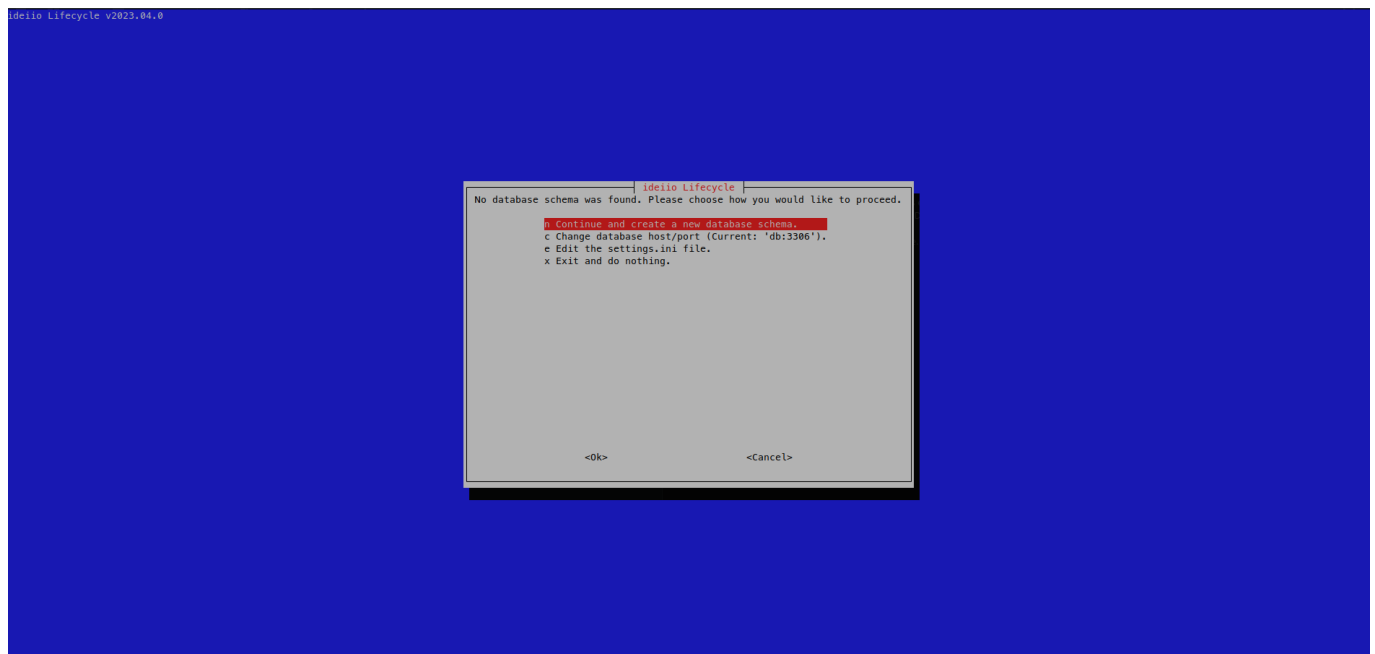 ideiio Lifecycle v2023.04.0
ideiio Lifecycle
No database schema was found. Please choose how you would like to proceed.
n Continue and create a new database schema.
c Change database host/port (Current: 'db:3306').
e Edit the settings.ini file.
x Exit and do nothing.
<Ok> <Cancel>